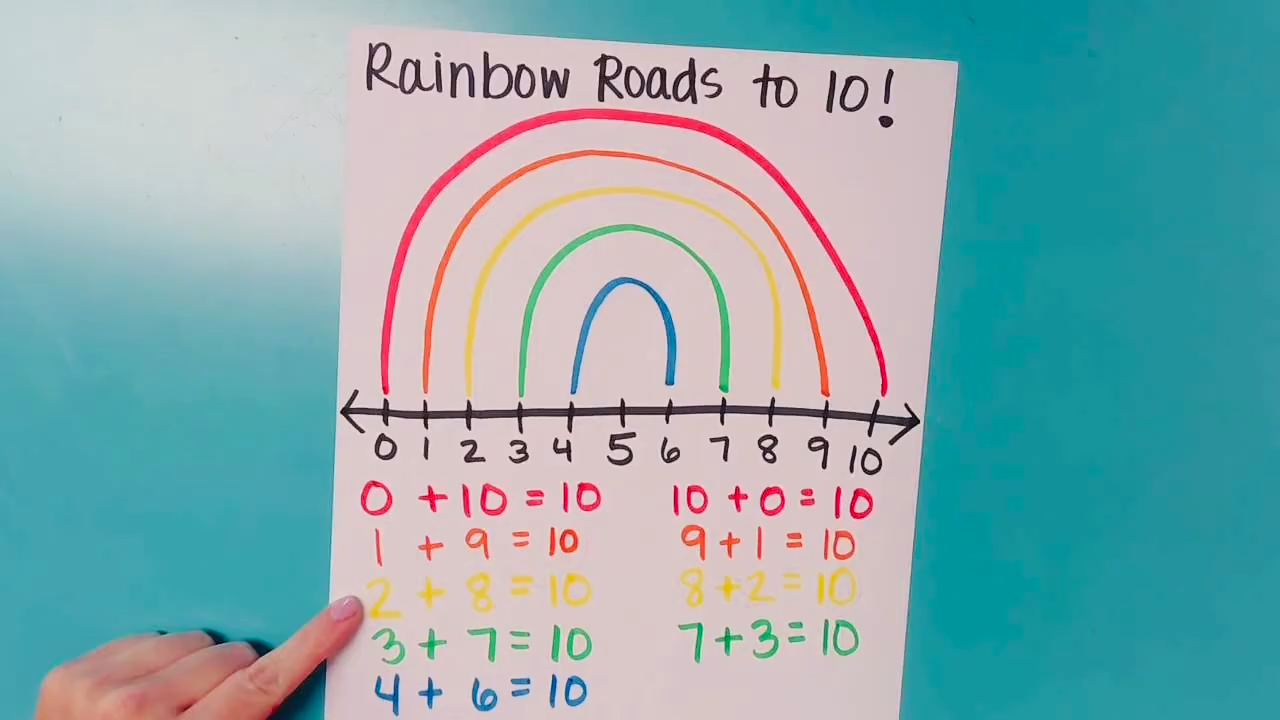 Rainbow Roads to 10!
0 1 2 3 4 5 6 7 8 9 10
0 + 10 = 10 10 + 0 = 10
1 + 9 = 10 9 + 1 = 10
2 + 8 = 10 8 + 2 = 10
3 + 7 = 10 7 + 3 = 10
4 + 6 = 10